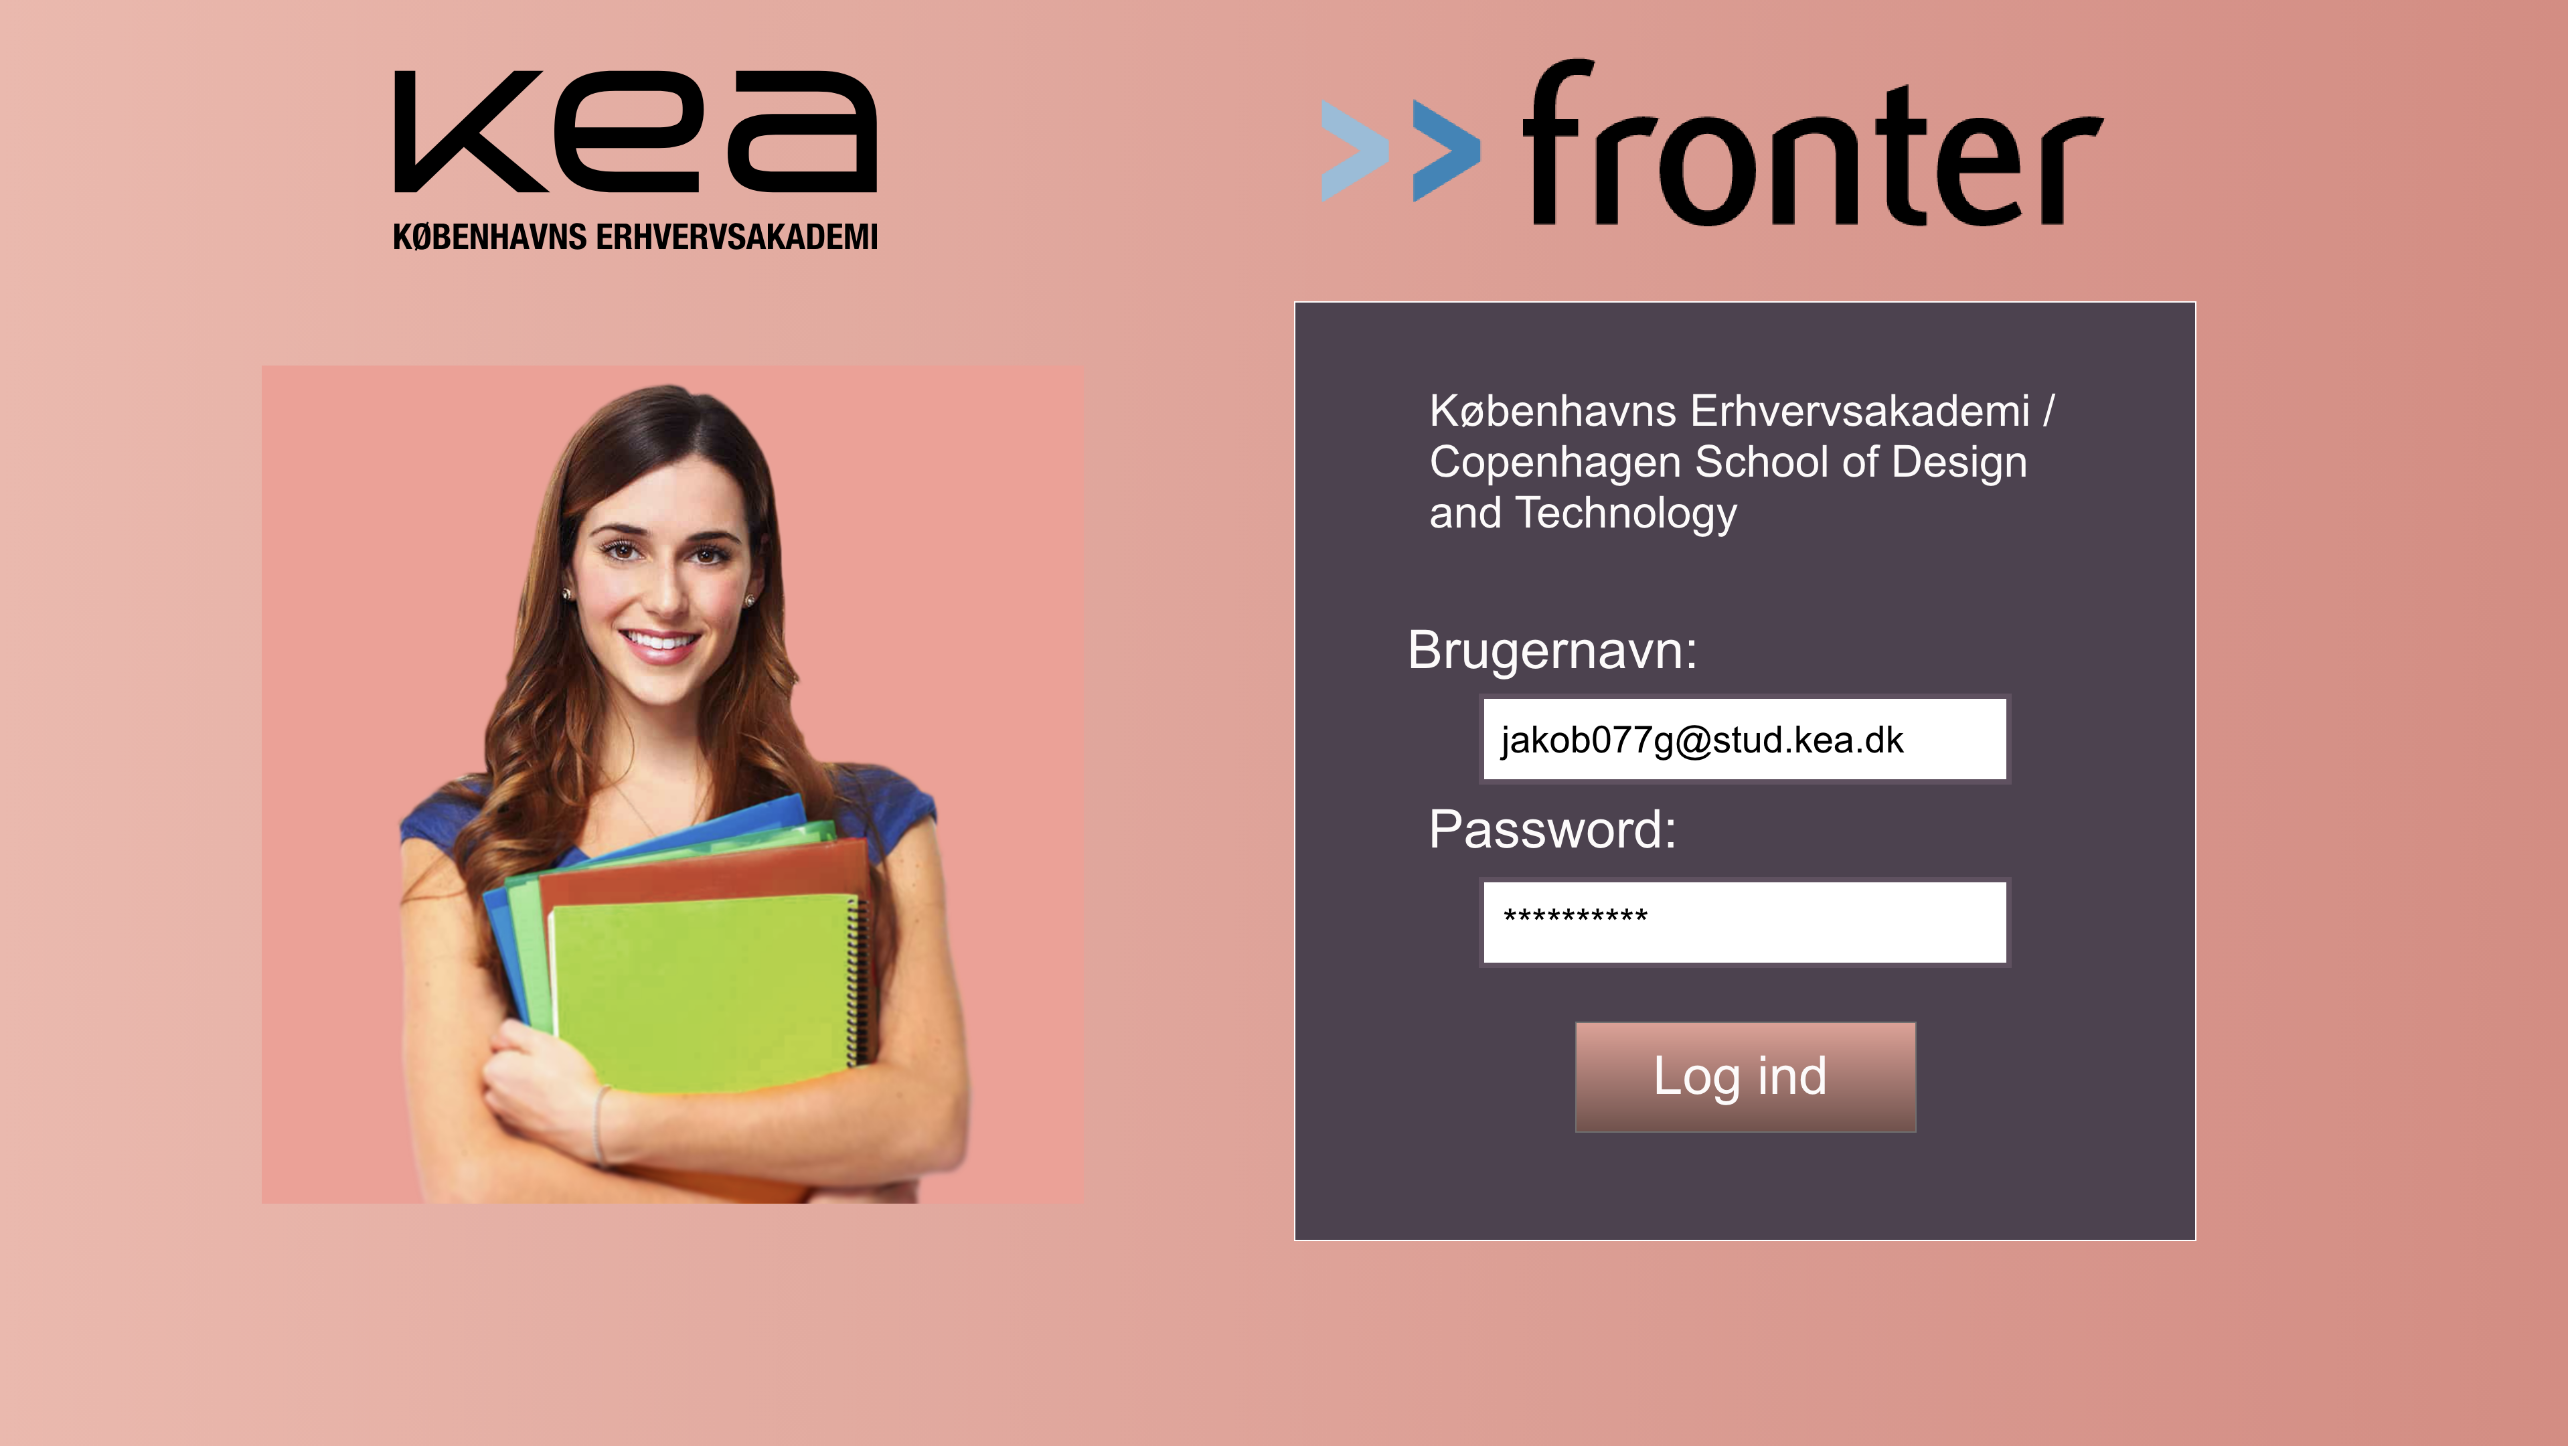 kea
KØBENHAVNS ERHVERVSAKADEMI
>> fronter
Københavns Erhvervsakademi /
Copenhagen School of Design
and Technology
Brugernavn:
jakob077g@stud.kea.dk
Password:
**********
Log ind